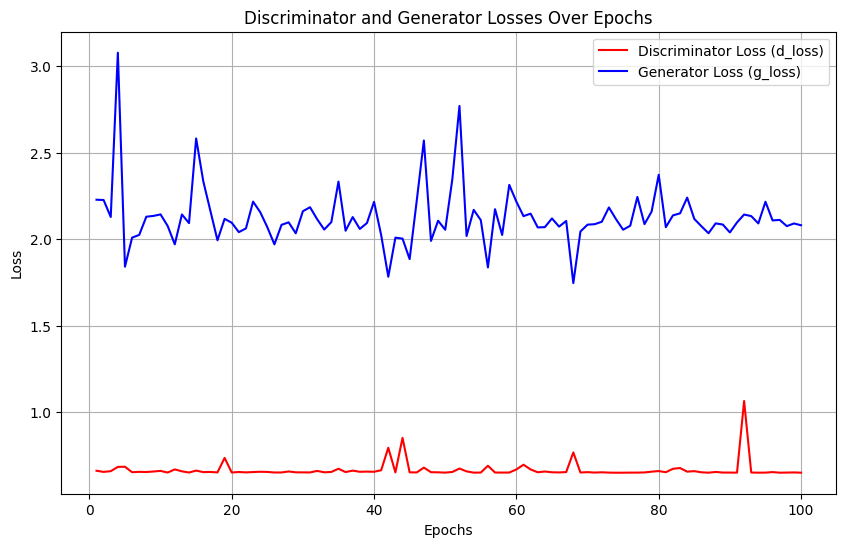 Discriminator and Generator Losses Over Epochs
Discriminator Loss (d_loss)
Generator Loss (g_loss)
3.0
2.5
2.0
1.5
1.0
Loss
0 20 40 60 80 100
Epochs